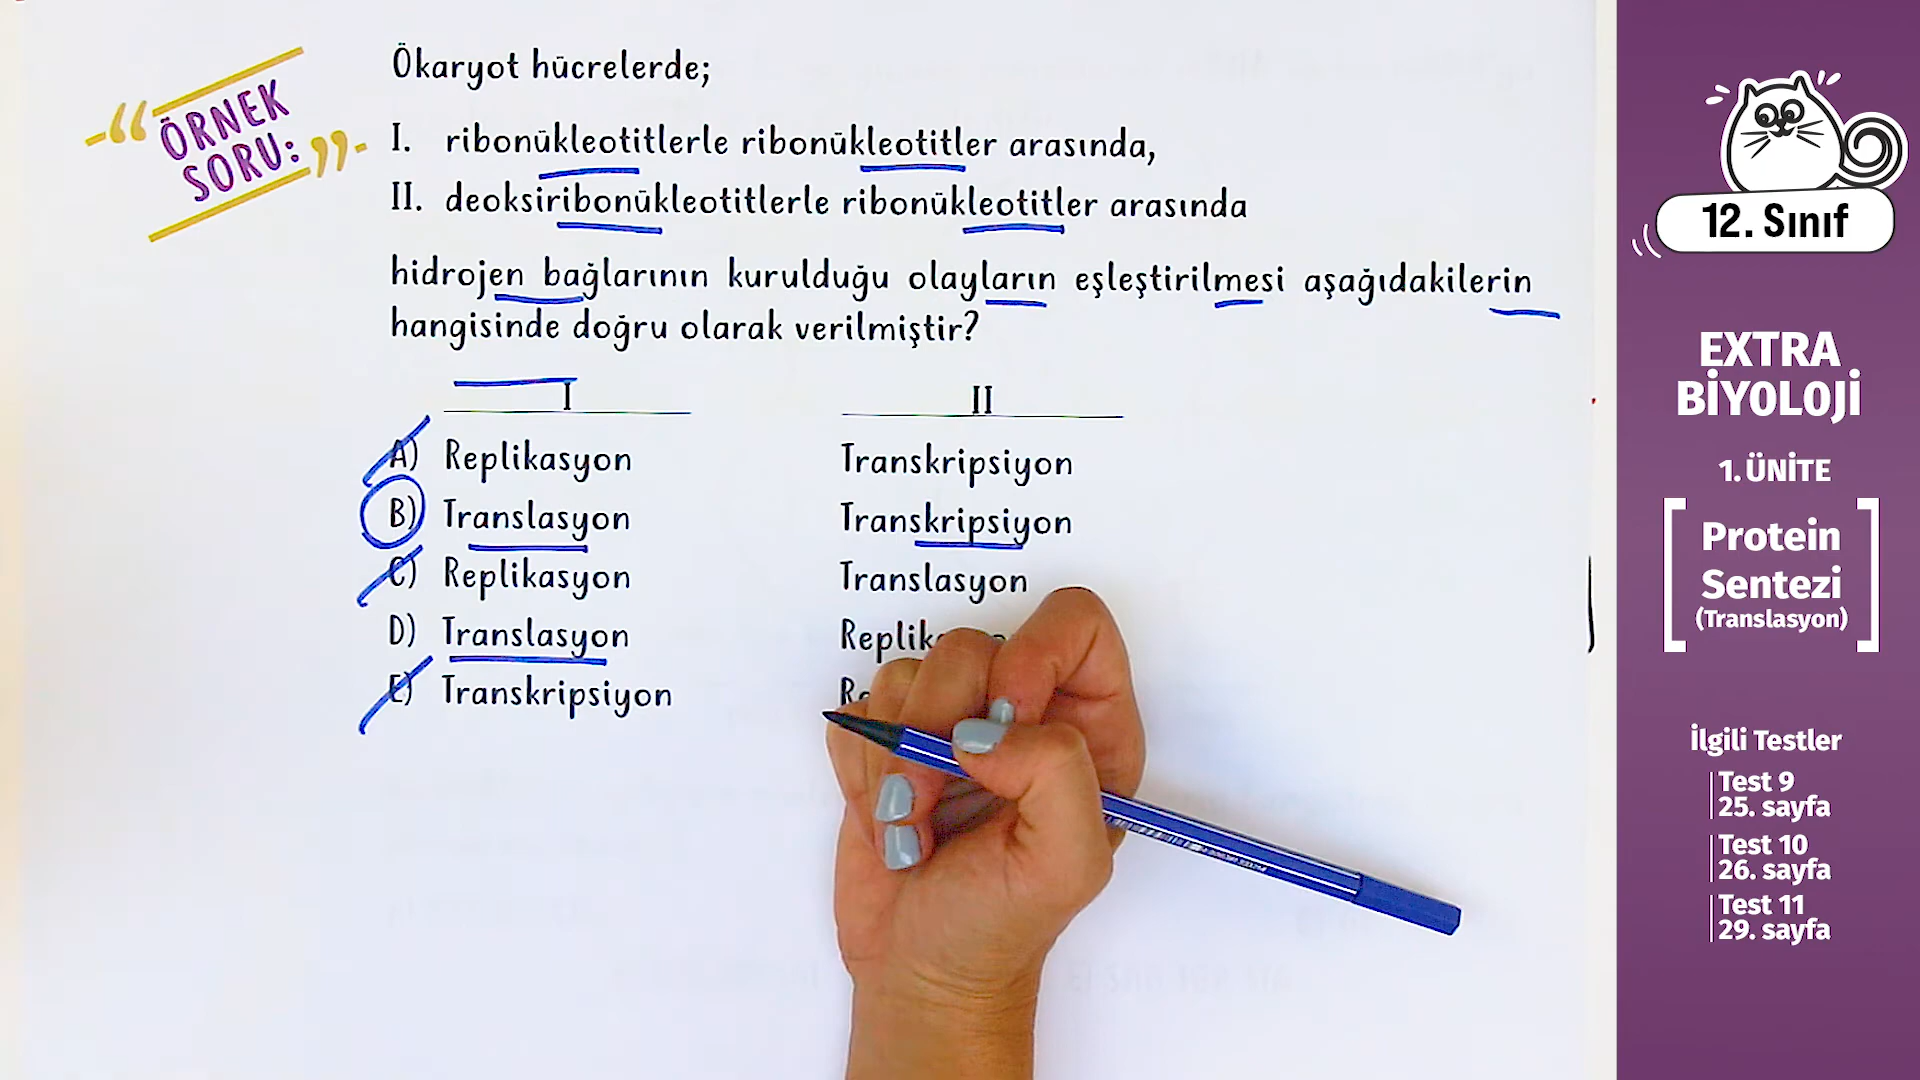 ÖRNEK
SORU:
Ökaryot hücrelerde;
I. ribonükleotitlerle ribonükleotitler arasında,
II. deoksiribonükleotitlerle ribonükleotitler arasında
hidrojen bağlarının kurulduğu olayların eşleştirilmesi aşağıdakilerin
hangisinde doğru olarak verilmiştir?
I II
A) Replikasyon Transkripsiyon
B) Translasyon Transkripsiyon
C) Replikasyon Translasyon
D) Translasyon
E) Transkripsiyon
12. Sınıf
EXTRA
BİYOLOJİ
1. ÜNİTE
Protein
Sentezi
(Translasyon)
İlgili Testler
Test 9
25. sayfa
Test 10
26. sayfa
Test 11
29. sayfa